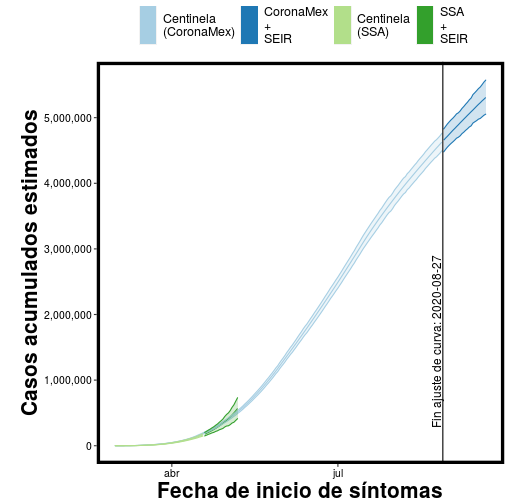 Centinela
(CoronaMex)
CoronaMex
+
SEIR
Centinela
(SSA)
SSA
+
SEIR
Casos acumulados estimados
5,000,000
4,000,000
3,000,000
2,000,000
1,000,000
0
Fin ajuste de curva: 2020-08-27
abr
jul
Fecha de inicio de síntomas